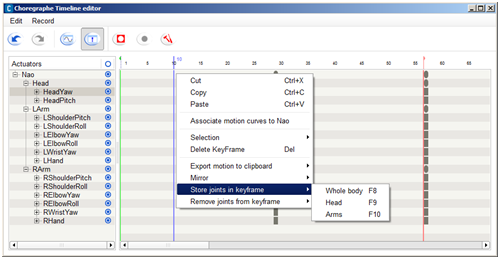 Choregraphe Timeline editor
Edit Record
Actuators
1 5 10 15 20 25 30 35 40 45 50 55 60 65
Nao
Head
HeadYaw
HeadPitch
LArm
LShoulderPitch
LShoulderRoll
LElbowYaw
LElbowRoll
LWristYaw
LHand
RArm
RShoulderPitch
RShoulderRoll
RElbowYaw
RElbowRoll
RWristYaw
RHand
Cut Ctrl+X
Copy Ctrl+C
Paste Ctrl+V
Associate motion curves to Nao
Selection
Delete KeyFrame Del
Export motion to clipboard
Mirror
Store joints in keyframe
Remove joints from keyframe
Whole body F8
Head F9
Arms F10